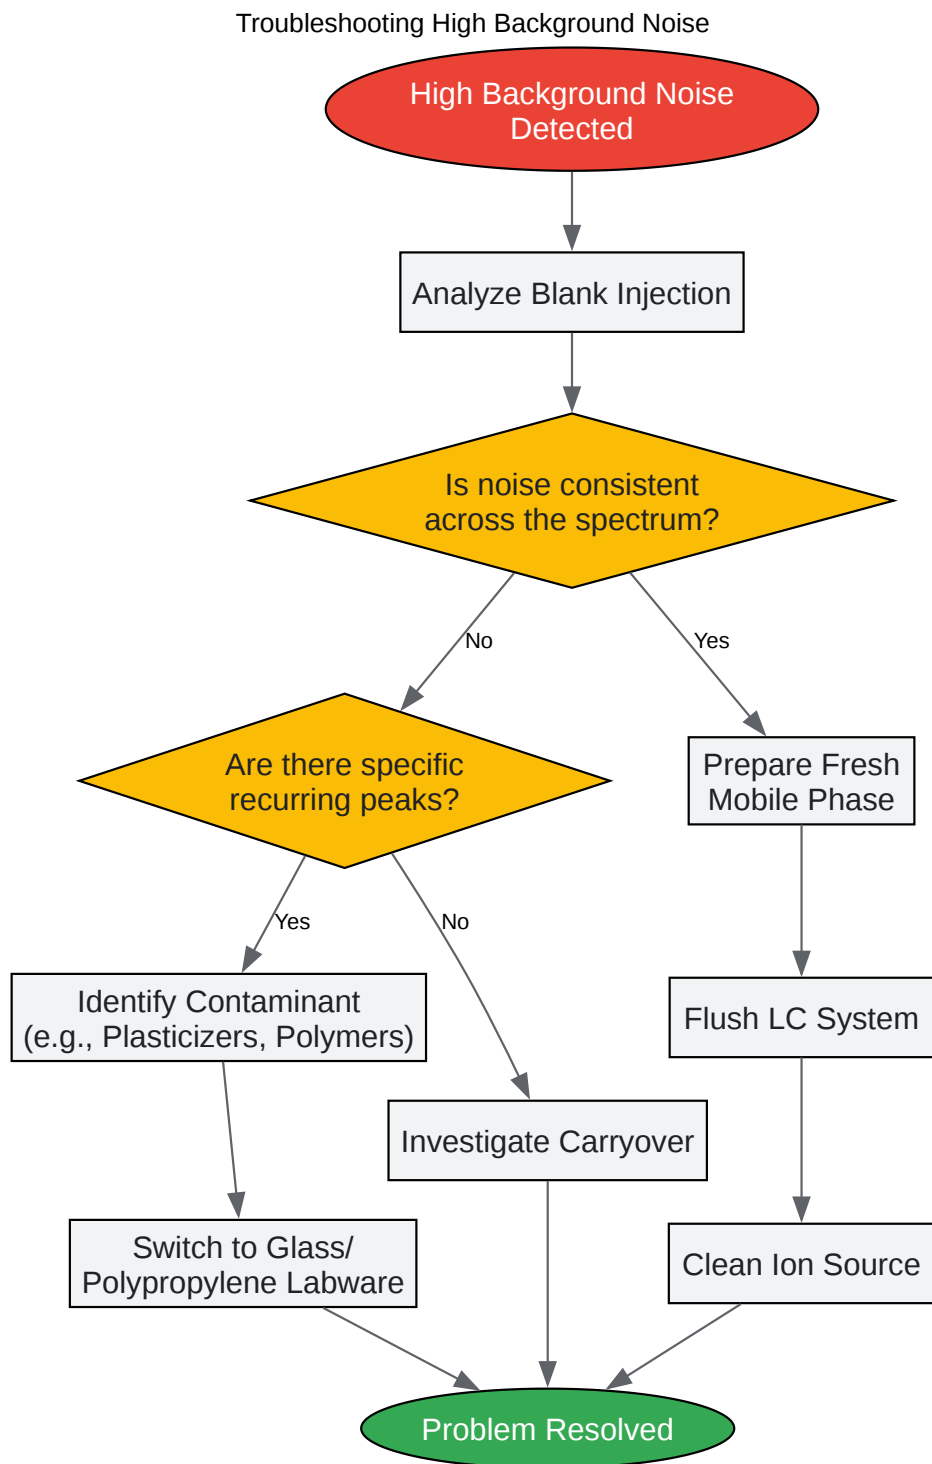 Troubleshooting High Background Noise
High Background Noise
Detected
Analyze Blank Injection
Is noise consistent
across the spectrum?
No
Yes
Are there specific
recurring peaks?
Prepare Fresh
Mobile Phase
Yes
No
Identify Contaminant
(e.g., Plasticizers, Polymers)
Flush LC System
Investigate Carryover
Switch to Glass/
Polypropylene Labware
Clean Ion Source
Problem Resolved